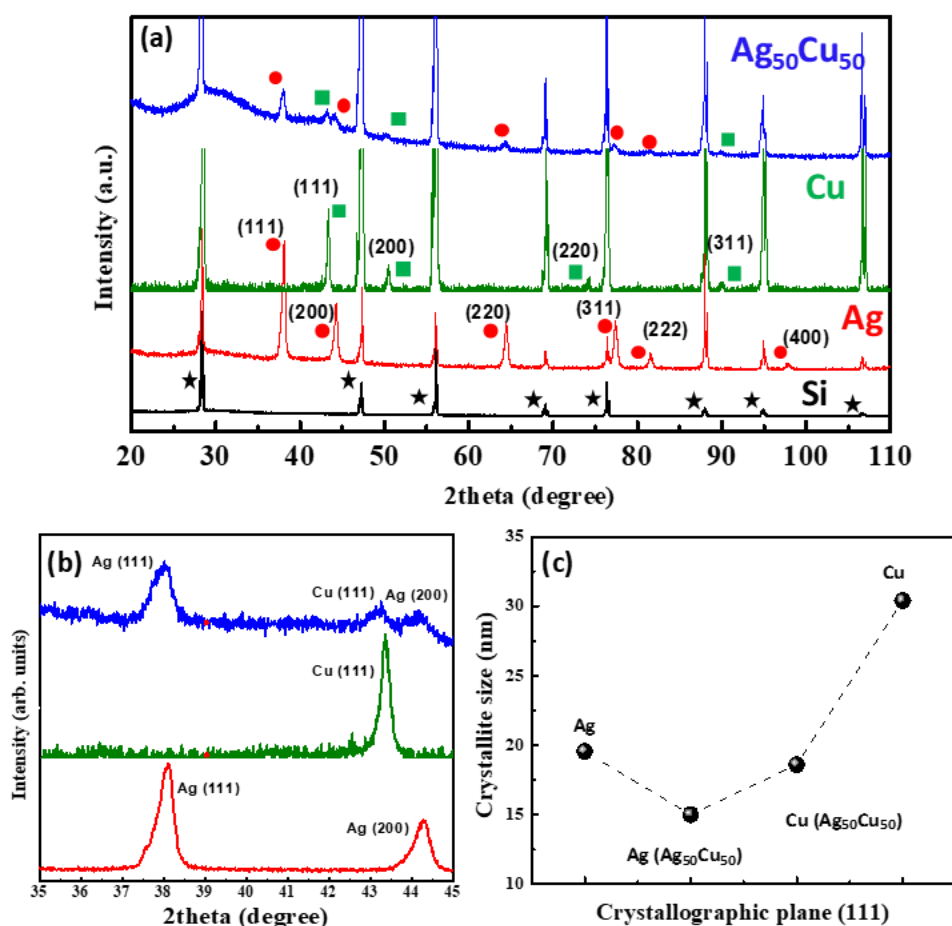 (a)
Ag₅₀Cu₅₀
Cu
(111)
(200)
(220)
(311)
Ag
(111)
(200)
(220)
(311)
(222)
(400)
Si
Intensity (a.u.)
20 30 40 50 60 70 80 90 100 110
2theta (degree)
(b)
Ag (111)
Cu (111)
Ag (200)
Cu (111)
Ag (111)
Ag (200)
Intensity (arb. units)
35 36 37 38 39 40 41 42 43 44 45
2theta (degree)
(c)
35
30
25
20
15
10
Crystallite size (nm)
Cu
Ag
Cu (Ag₅₀Cu₅₀)
Ag (Ag₅₀Cu₅₀)
Crystallographic plane (111)